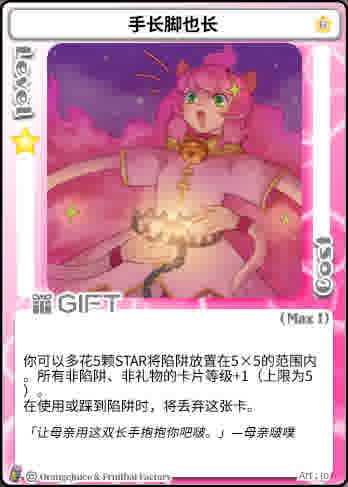 手长脚也长
Level
Cost
GIFT
(Max 1)
你可以多花5颗STAR将陷阱放置在5×5的范围内
。所有非陷阱、非礼物的卡片等级+1（上限为5
）。
在使用或踩到陷阱时，将丢弃这张卡。
「让母亲用这双长手抱抱你吧啵。」—母亲啵噗
© OrangeJuice & Fruitbat Factory
Art :